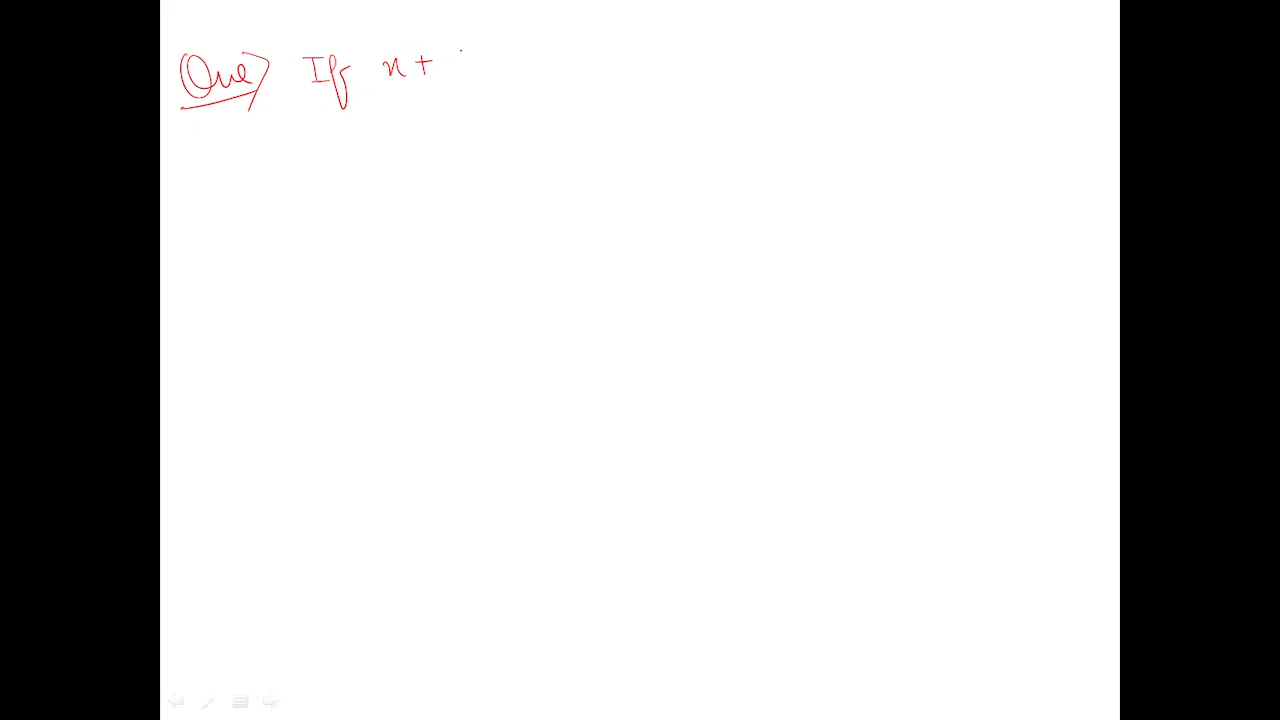 Que) If x +